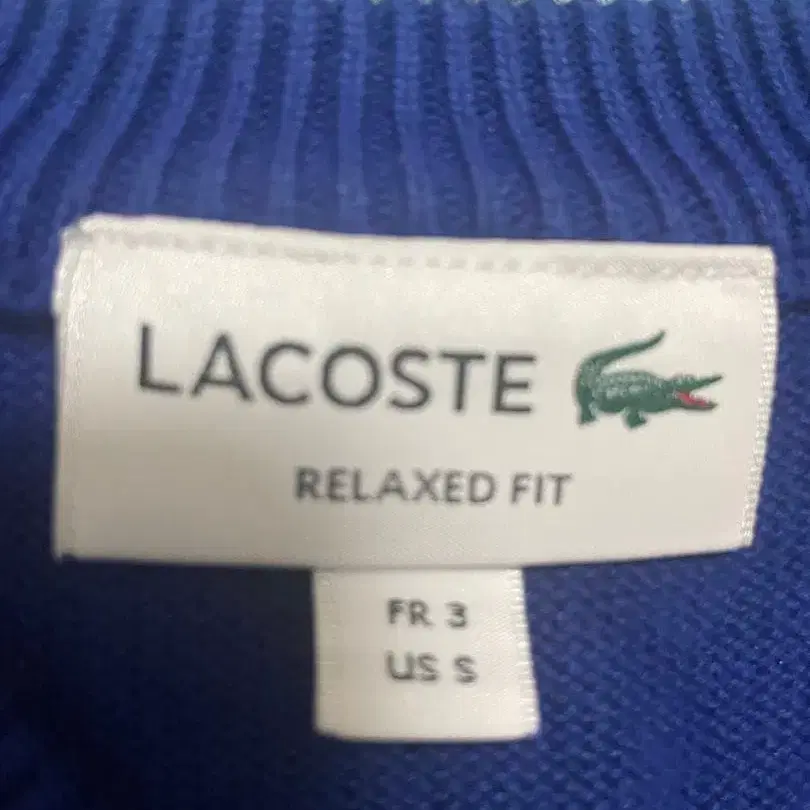 LACOSTE
RELAXED FIT
FR 3
US S